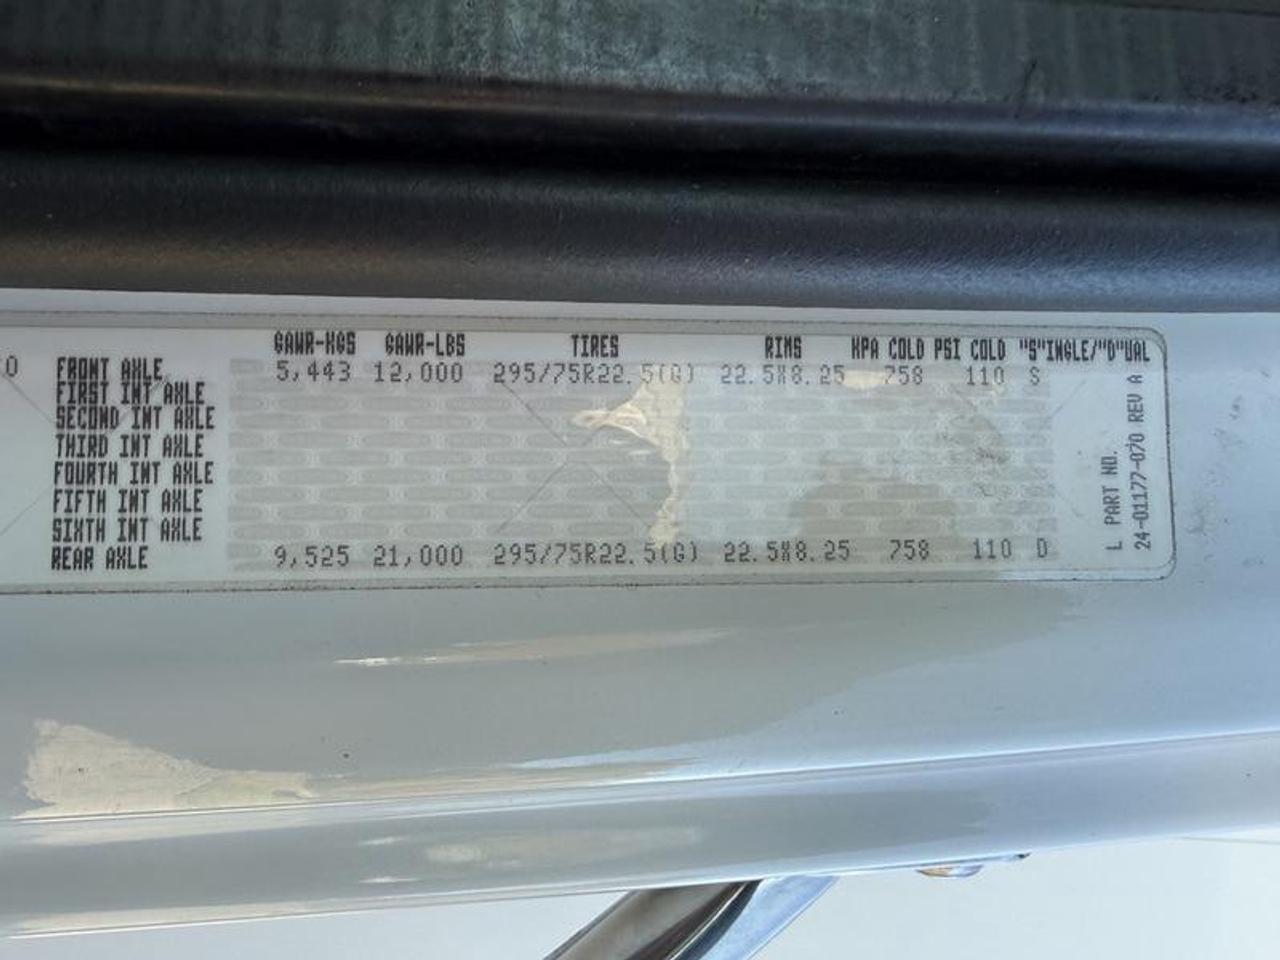 GAWR-KGS GAWR-LBS TIRES RIMS KPA COLD PSI COLD "S"INGLE/"D"UAL
FRONT AXLE 5,443 12,000 295/75R22.5(G) 22.5X8.25 758 110 S
FIRST INT AXLE
SECOND INT AXLE
THIRD INT AXLE
FOURTH INT AXLE
FIFTH INT AXLE
SIXTH INT AXLE
REAR AXLE 9,525 21,000 295/75R22.5(G) 22.5X8.25 758 110 D
L PART NO.
24-01177-070 REV A